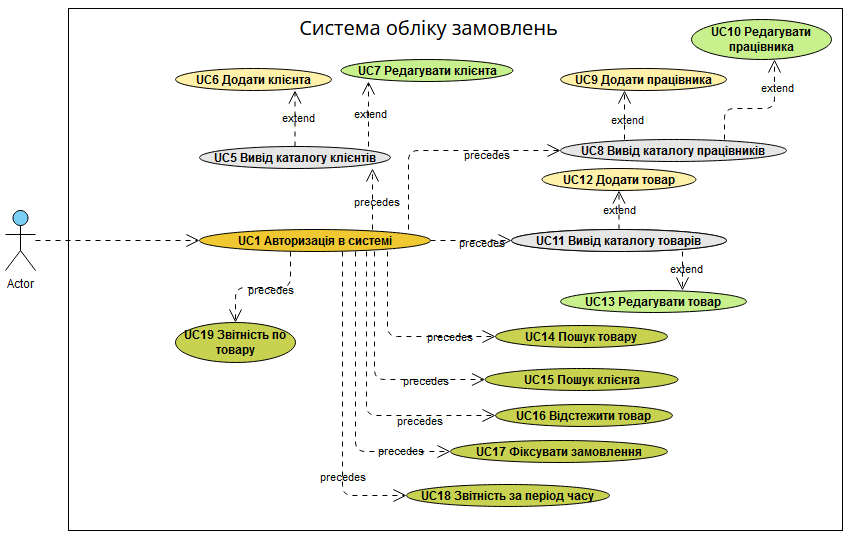 Система обліку замовлень
UC10 Редагувати
працівника
UC6 Додати клієнта
UC7 Редагувати клієнта
UC9 Додати працівника
extend
extend
extend
extend
UC5 Вивід каталогу клієнтів
precedes
UC8 Вивід каталогу працівників
UC12 Додати товар
precedes
extend
UC1 Авторизація в системі
precedes
UC11 Вивід каталогу товарів
Actor
extend
precedes
UC13 Редагувати товар
UC19 Звітність по
товару
precedes
UC14 Пошук товару
precedes
UC15 Пошук клієнта
precedes
UC16 Відстежити товар
precedes
UC17 Фіксувати замовлення
precedes
UC18 Звітність за період часу